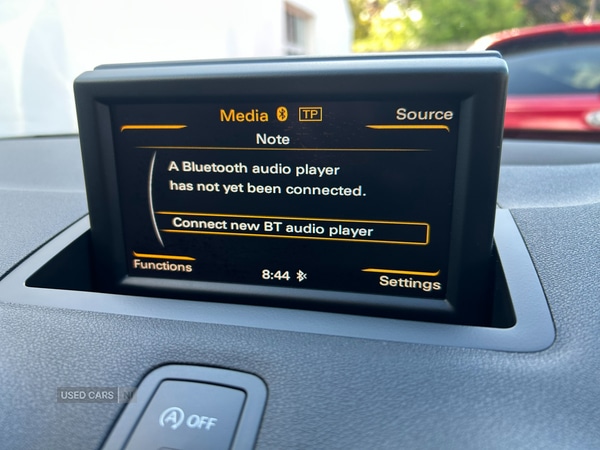 Media TP Source
Note
A Bluetooth audio player
has not yet been connected.
Connect new BT audio player
Functions 8:44 Settings
A OFF
USED CARS NI